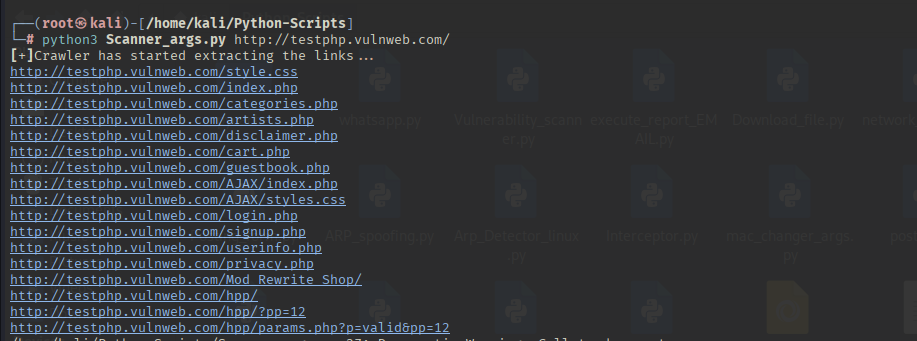 ┌──(root㉿kali)-[/home/kali/Python-Scripts]
└─# python3 Scanner_args.py http://testphp.vulnweb.com/
[+]Crawler has started extracting the links...
http://testphp.vulnweb.com/style.css
http://testphp.vulnweb.com/index.php
http://testphp.vulnweb.com/categories.php
http://testphp.vulnweb.com/artists.php
http://testphp.vulnweb.com/disclaimer.php
http://testphp.vulnweb.com/cart.php
http://testphp.vulnweb.com/guestbook.php
http://testphp.vulnweb.com/AJAX/index.php
http://testphp.vulnweb.com/AJAX/styles.css
http://testphp.vulnweb.com/login.php
http://testphp.vulnweb.com/signup.php
http://testphp.vulnweb.com/userinfo.php
http://testphp.vulnweb.com/privacy.php
http://testphp.vulnweb.com/Mod_Rewrite_Shop/
http://testphp.vulnweb.com/hpp/
http://testphp.vulnweb.com/hpp/?pp=12
http://testphp.vulnweb.com/hpp/params.php?p=valid&pp=12
whatsapp.py
Vulnerability_scann
er.py
execute_report_EM
AIL.py
Download_file.py
network
ARP_spoofing.py
Arp_Detector_linux
.py
interceptor.py
mac_changer_args.
py